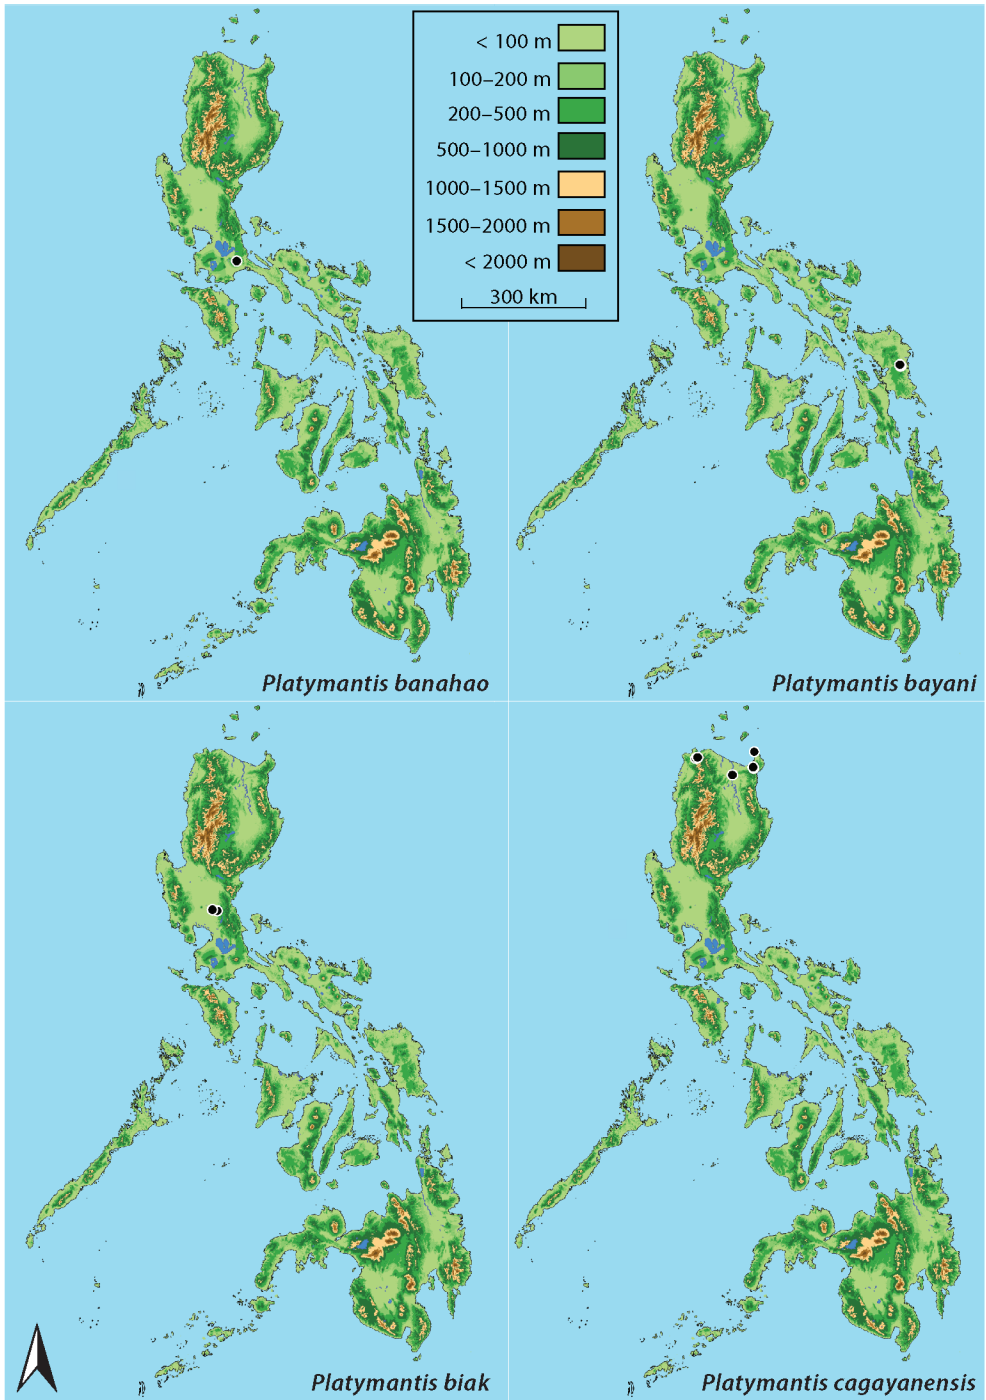 < 100 m
100–200 m
200–500 m
500–1000 m
1000–1500 m
1500–2000 m
< 2000 m
300 km
Platymantis banahao
Platymantis bayani
Platymantis biak
Platymantis cagayanensis